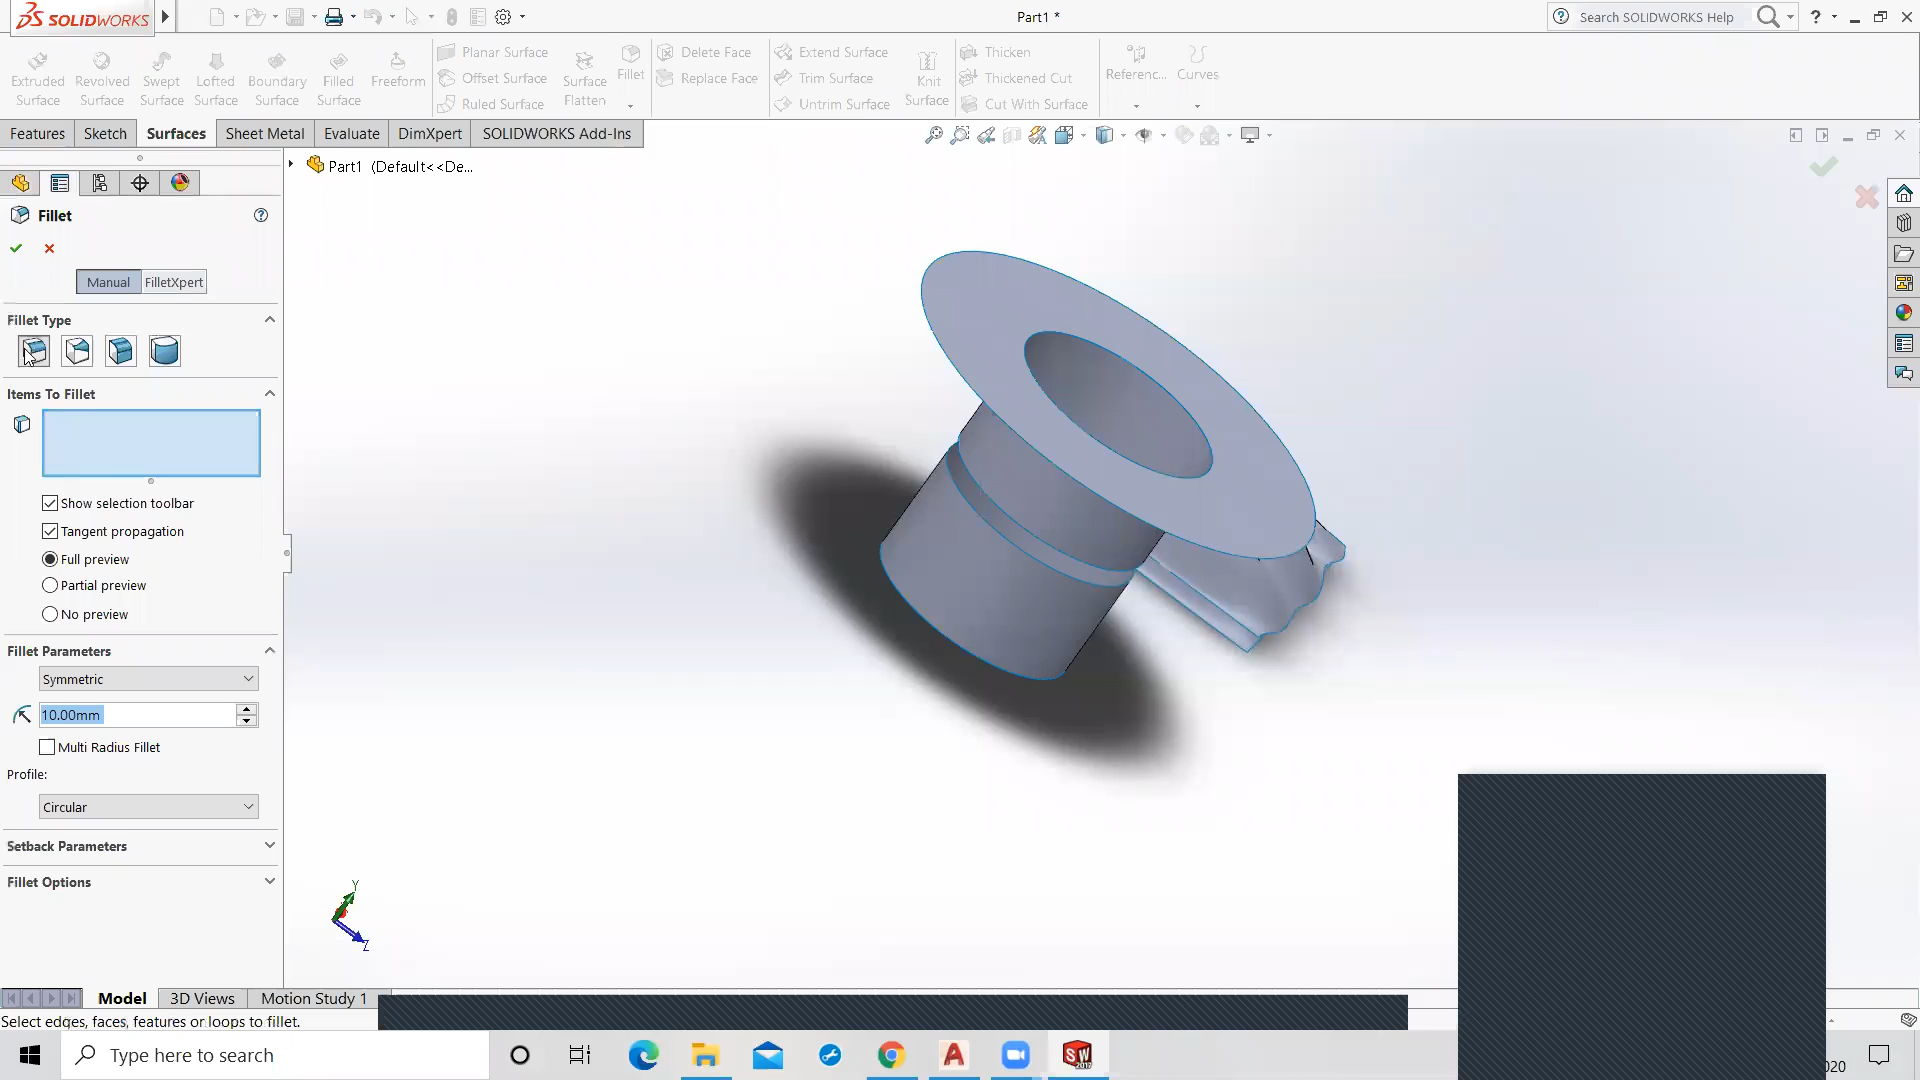 SOLIDWORKS
Part1 *
Search SOLIDWORKS Help
Extruded Surface
Revolved Surface
Swept Surface
Lofted Surface
Boundary Surface
Filled Surface
Freeform
Planar Surface
Offset Surface
Ruled Surface
Surface Flatten
Fillet
Delete Face
Replace Face
Extend Surface
Trim Surface
Untrim Surface
Knit Surface
Thicken
Thickened Cut
Cut With Surface
Referenc...
Curves
Features
Sketch
Surfaces
Sheet Metal
Evaluate
DimXpert
SOLIDWORKS Add-Ins
Part1 (Default<<De...
Fillet
Manual
FilletXpert
Fillet Type
Items To Fillet
Show selection toolbar
Tangent propagation
Full preview
Partial preview
No preview
Fillet Parameters
Symmetric
10.00mm
Multi Radius Fillet
Profile:
Circular
Setback Parameters
Fillet Options
Y
Z
Model
3D Views
Motion Study 1
Select edges, faces, features or loops to fillet.
Type here to search
SW
2017
020